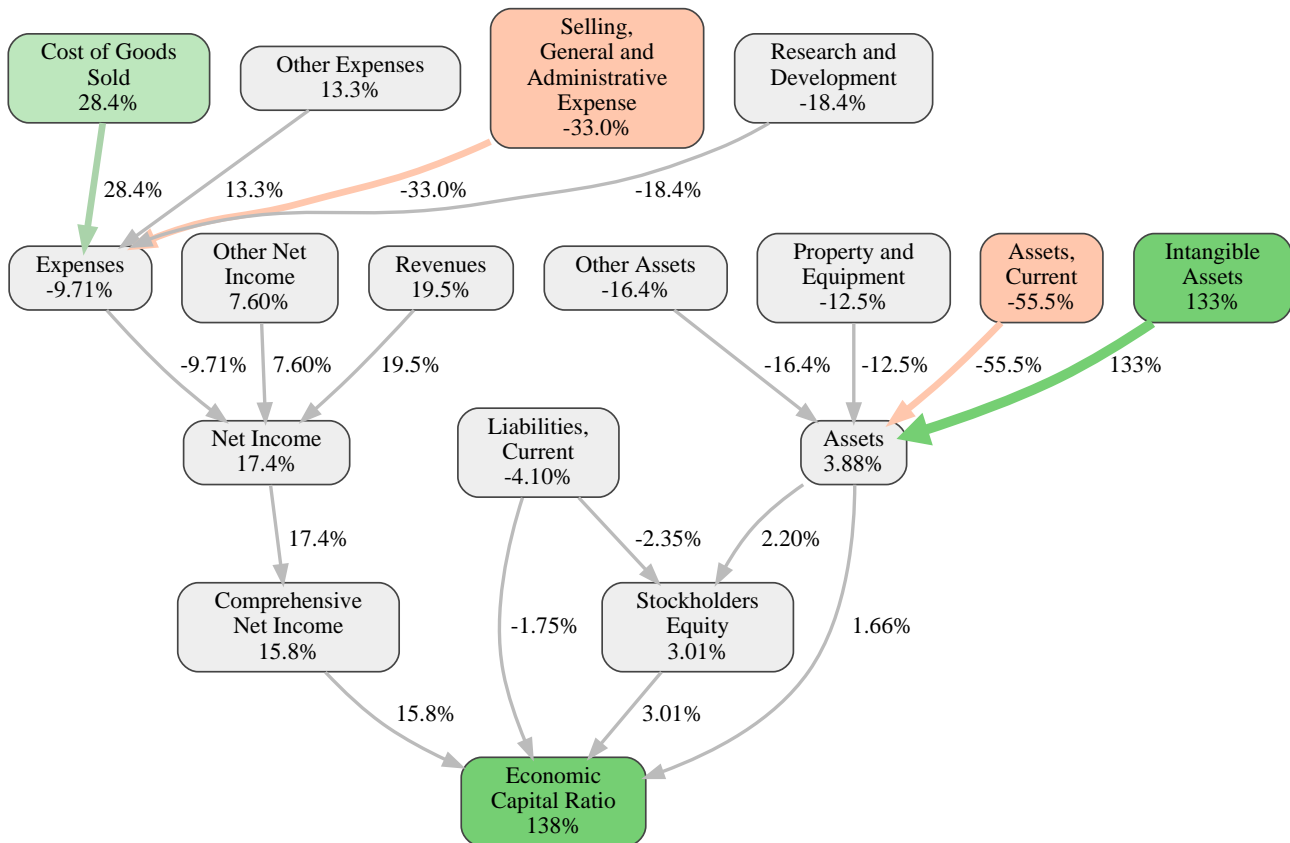 Cost of Goods
Sold
28.4%
Other Expenses
13.3%
Selling,
General and
Administrative
Expense
-33.0%
Research and
Development
-18.4%
28.4%
13.3%
-33.0%
-18.4%
Expenses
-9.71%
Other Net
Income
7.60%
Revenues
19.5%
Other Assets
-16.4%
Property and
Equipment
-12.5%
Assets,
Current
-55.5%
Intangible
Assets
133%
-9.71%
7.60%
19.5%
-16.4%
-12.5%
-55.5%
133%
Net Income
17.4%
Liabilities,
Current
-4.10%
Assets
3.88%
17.4%
-2.35%
2.20%
Comprehensive
Net Income
15.8%
-1.75%
Stockholders
Equity
3.01%
1.66%
15.8%
3.01%
Economic
Capital Ratio
138%